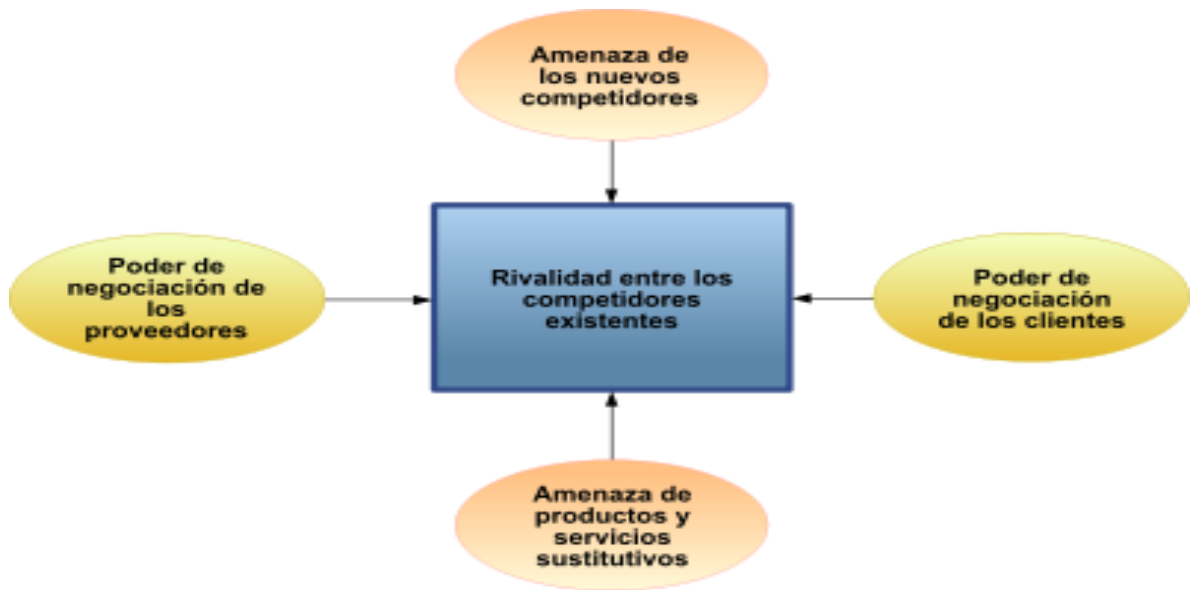 Amenaza de
los nuevos
competidores
Poder de
negociación de
los
proveedores
Rivalidad entre los
competidores
existentes
Poder de
negociación
de los clientes
Amenaza de
productos y
servicios
sustitutivos